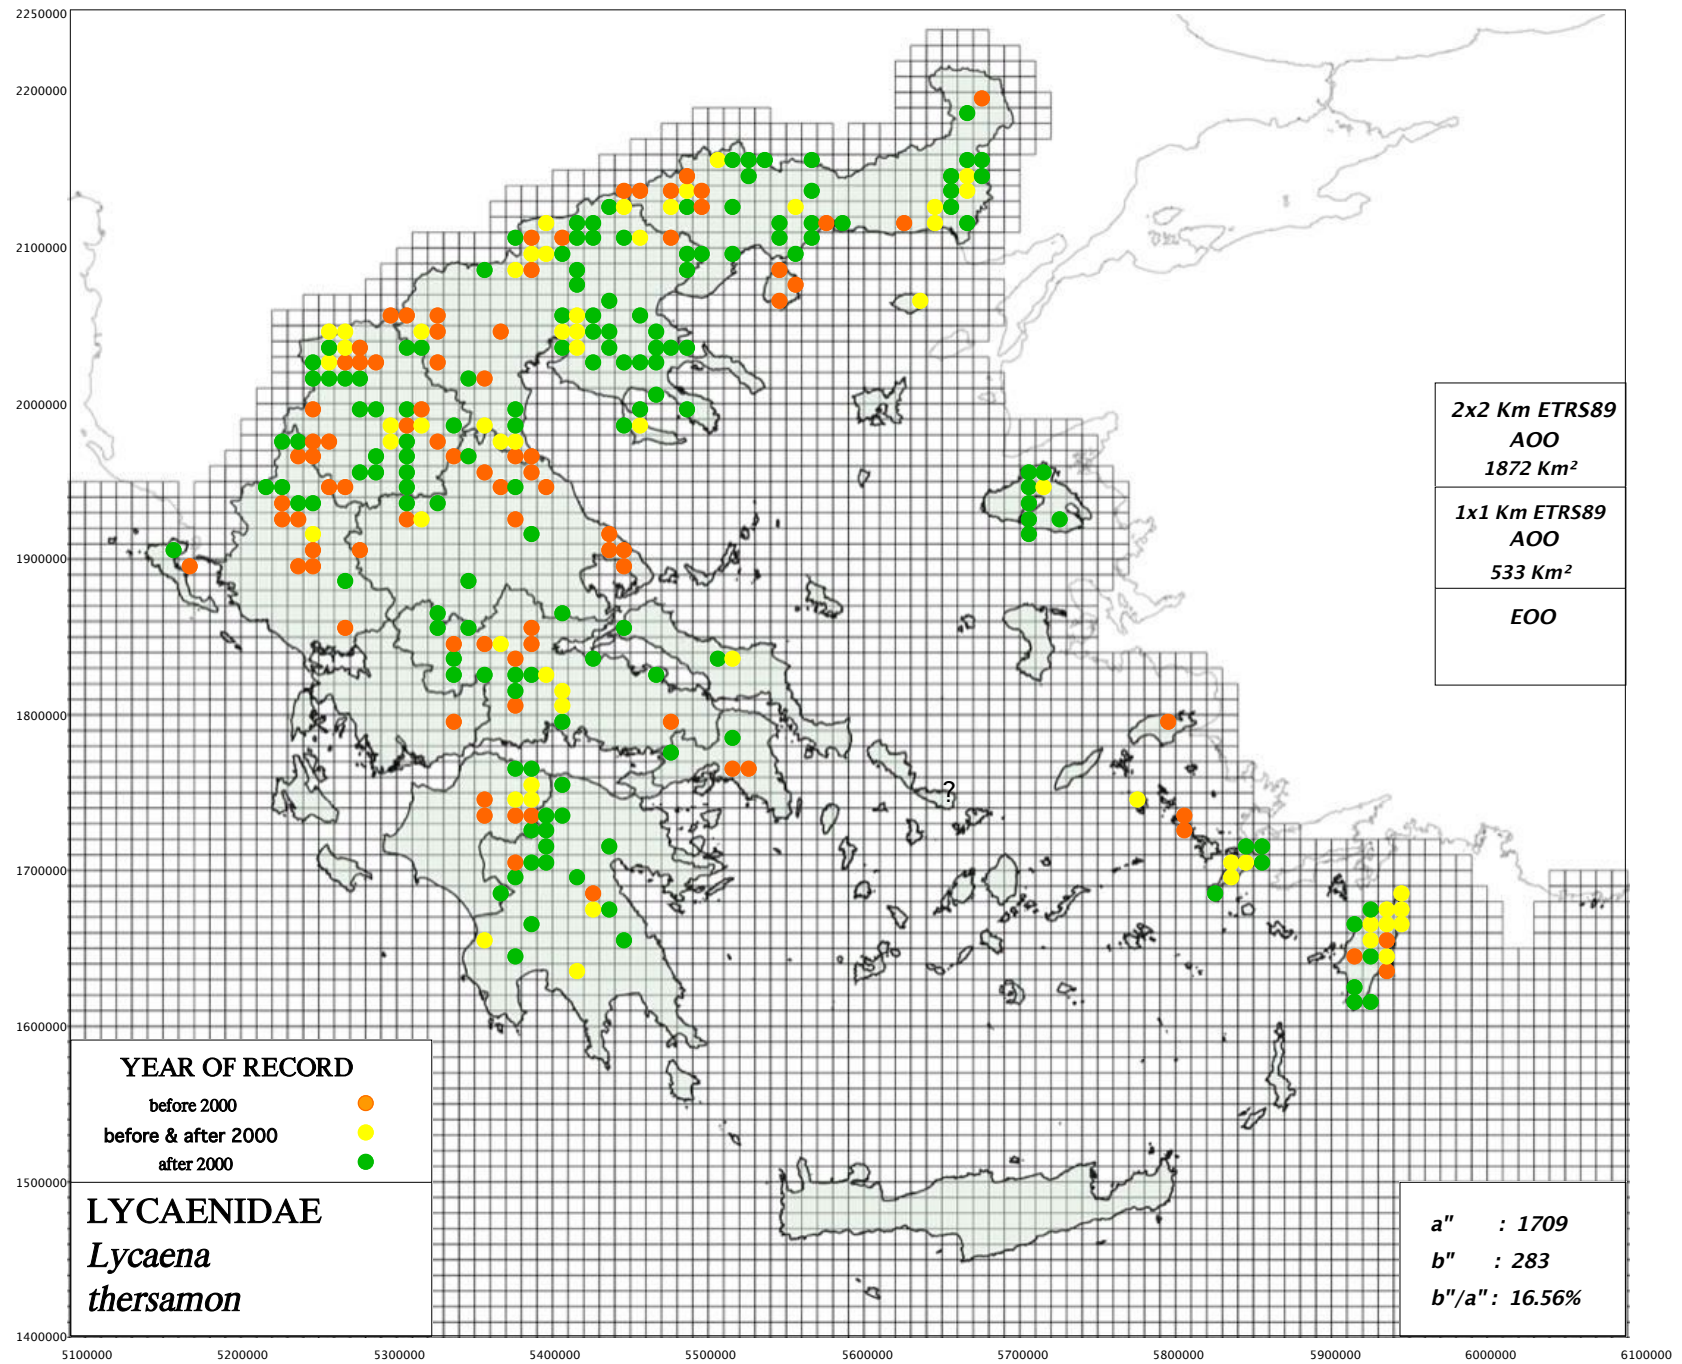 2250000
2200000
2100000
2000000
1900000
1800000
1700000
1600000
1500000
1400000
5100000
5200000
5300000
5400000
5500000
5600000
5700000
5800000
5900000
6000000
6100000
?
2x2 Km ETRS89
AOO
1872 Km²
1x1 Km ETRS89
AOO
533 Km²
EOO
YEAR OF RECORD
before 2000
before & after 2000
after 2000
LYCAENIDAE
Lycaena
thersamon
a" : 1709
b" : 283
b"/a" : 16.56%